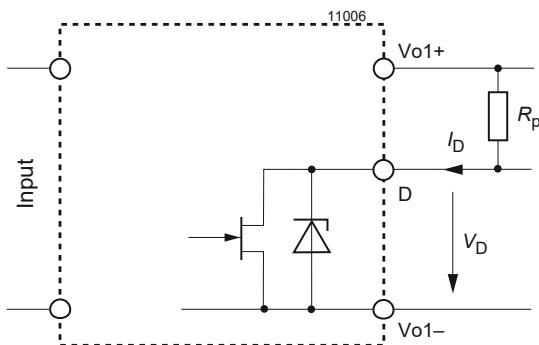 11006
Vo1+
Rp
ID
D
Input
VD
Vo1–